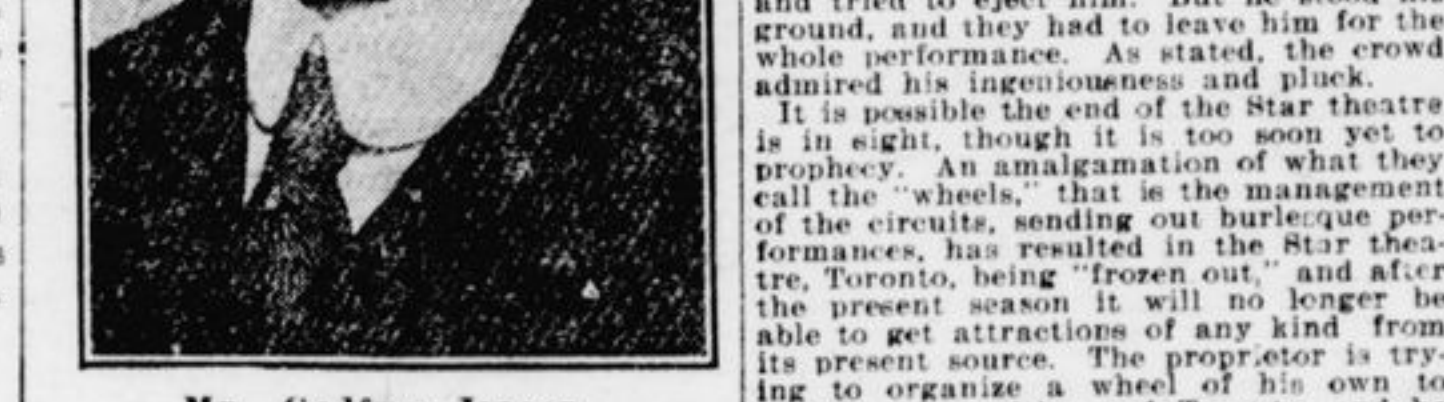 and tried to eject him. But he stood his
ground, and they had to leave him for the
whole performance. As stated, the crowd
admired his ingeniousness and pluck.
It is possible the end of the Star theatre
is in sight, though it is too soon yet to
prophecy. An amalgamation of what they
call the "wheels," that is the management
of the circuits, sending out burlesque per-
formances, has resulted in the Star thea-
tre, Toronto, being "frozen out," and after
the present season it will no longer be
able to get attractions of any kind from
its present source. The proprietor is try-
ing to organize a wheel of his own to